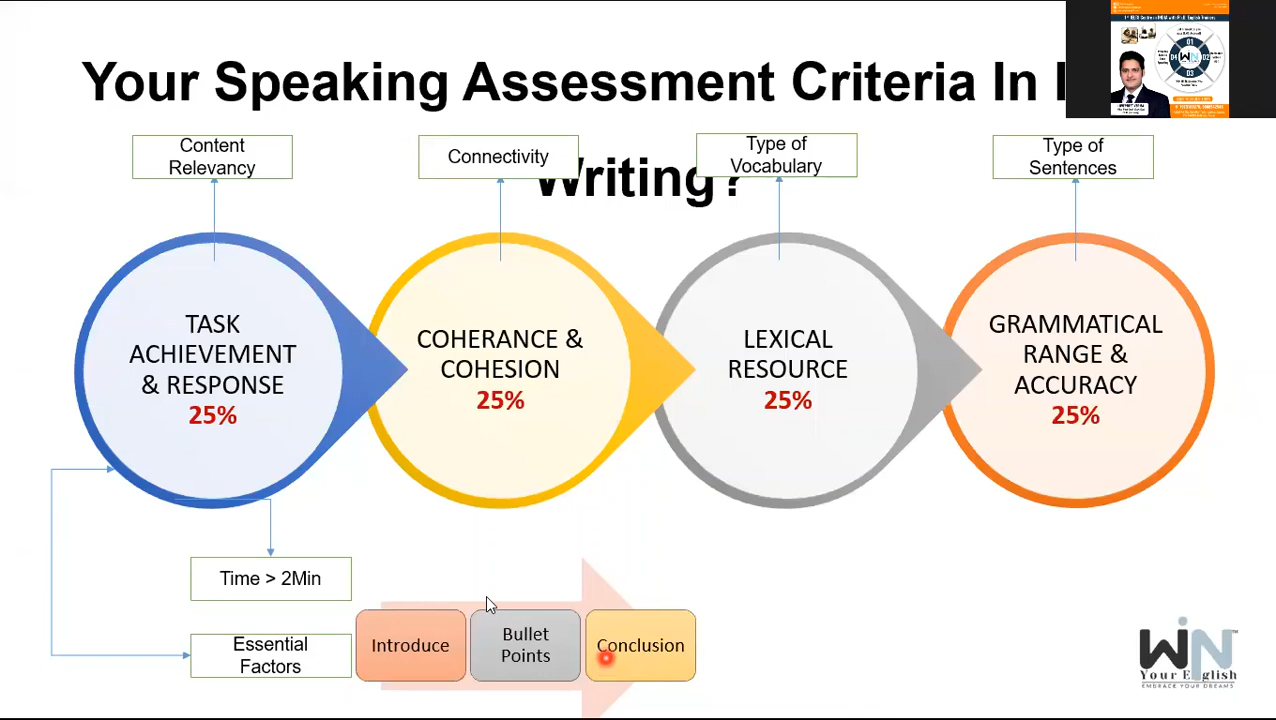 Your Speaking Assessment Criteria In
Writing?
Content
Relevancy
Connectivity
Type of
Vocabulary
Type of
Sentences
TASK
ACHIEVEMENT
& RESPONSE
25%
COHERANCE &
COHESION
25%
LEXICAL
RESOURCE
25%
GRAMMATICAL
RANGE &
ACCURACY
25%
Time > 2Min
Essential
Factors
Introduce
Bullet
Points
Conclusion
WiN
Your English
EMBRACE YOUR DREAMS